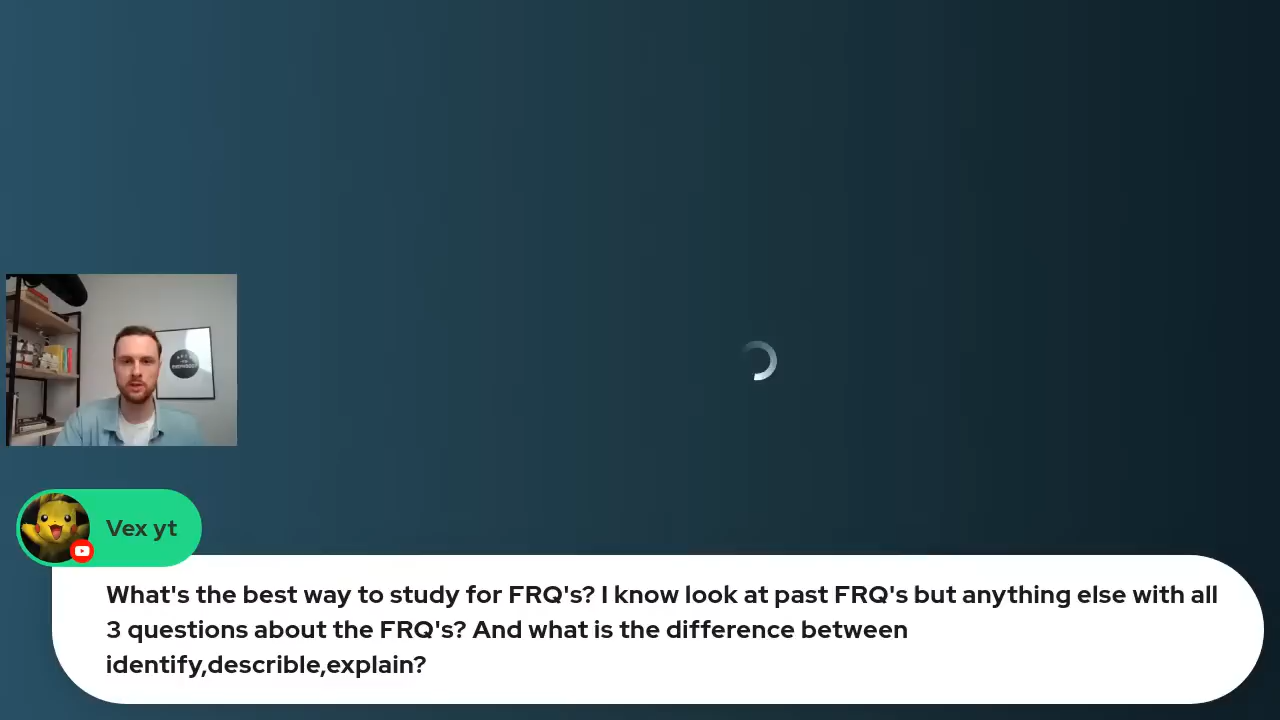 Vex yt
What's the best way to study for FRQ's? I know look at past FRQ's but anything else with all
3 questions about the FRQ's? And what is the difference between
identify,describle,explain?